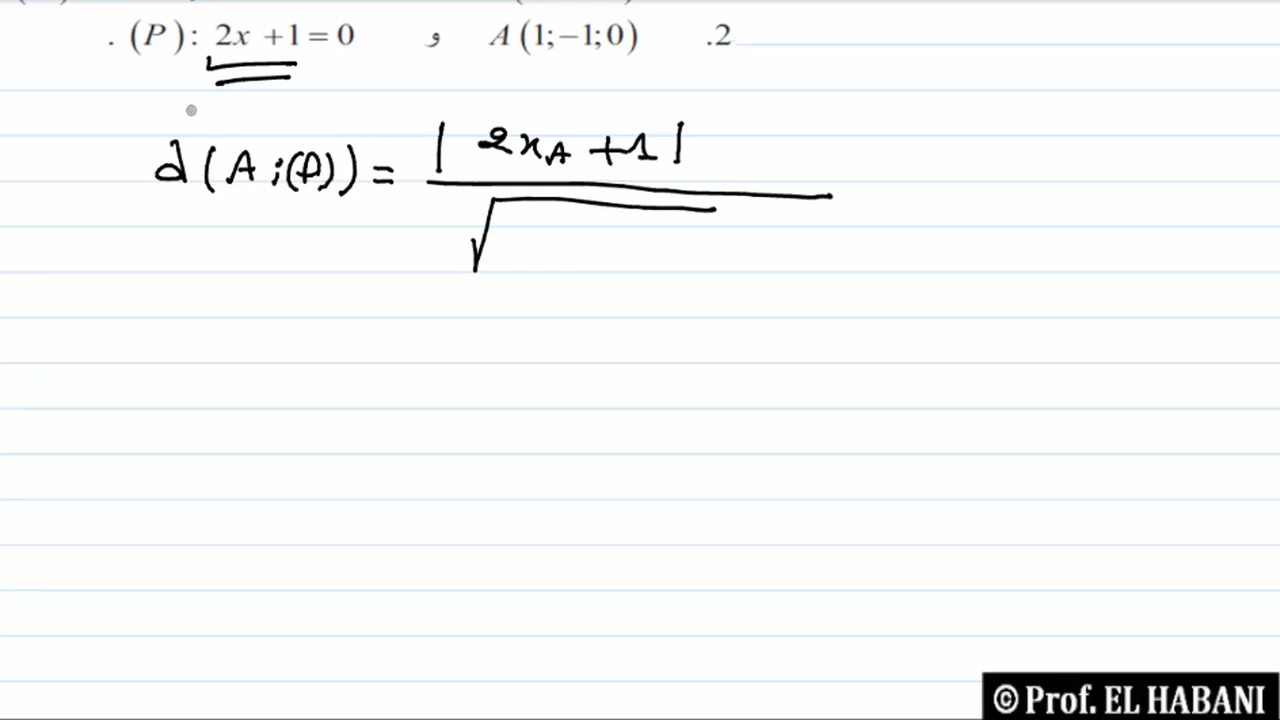 .2 A(1;−1;0) و (P): 2x+1=0 .
d(A;(P)) = |2x_A+1| / √
© Prof. EL HABANI